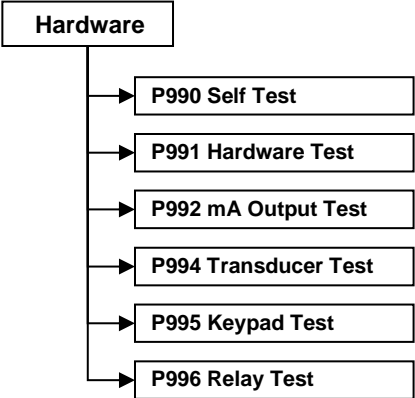 Hardware
P990 Self Test
P991 Hardware Test
P992 mA Output Test
P994 Transducer Test
P995 Keypad Test
P996 Relay Test